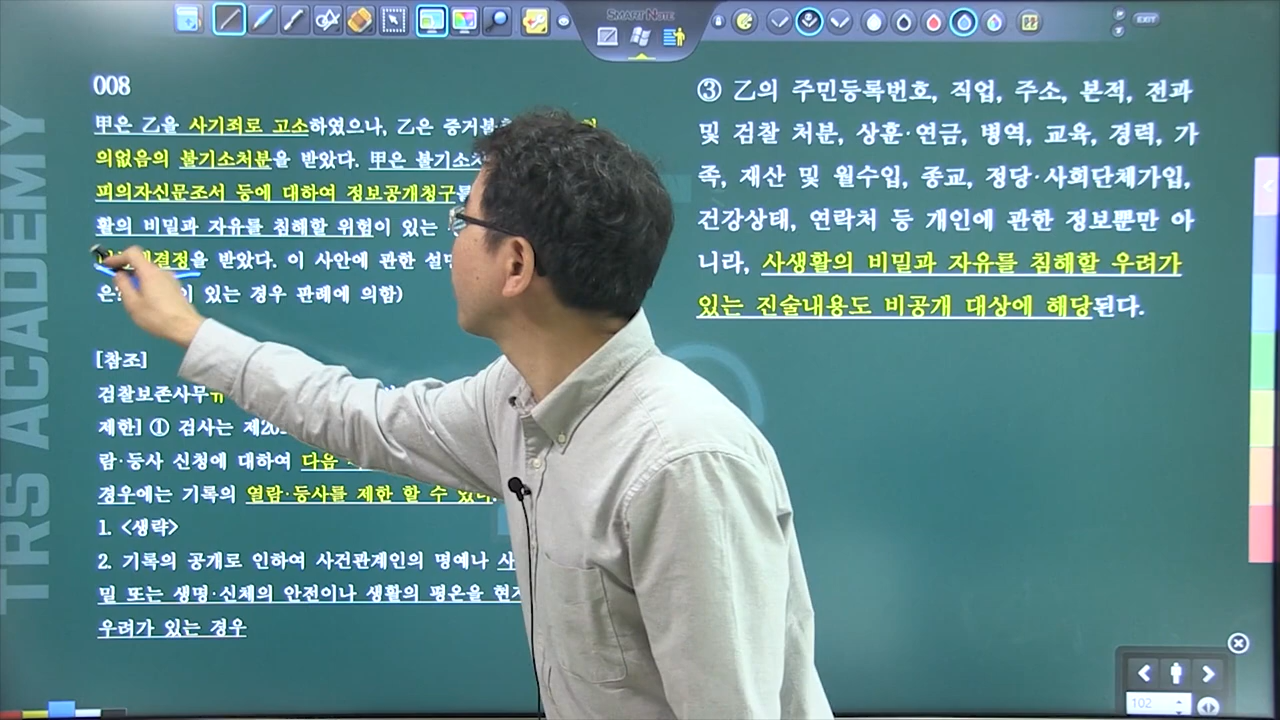 SMART NOTE
EXIT
TRS ACADEMY
008
甲은 乙을 사기죄로 고소하였으나, 乙은 증거불
의없음의 불기소처분을 받았다. 甲은 불기소
피의자신문조서 등에 대하여 정보공개청구
활의 비밀과 자유를 침해할 위험이 있는
을 받았다. 이 사안에 관한
은? 이 있는 경우 판례에 의함)
[참조]
검찰보존사무
제한] ① 검사는
람·등사 신청에 대하여 다음
경우에는 기록의 열람·등사를 제한 할 수 있다.
1. <생략>
2. 기록의 공개로 인하여 사건관계인의 명예나 사
밀 또는 생명·신체의 안전이나 생활의 평온을 현
우려가 있는 경우
③ 乙의 주민등록번호, 직업, 주소, 본적, 전과
및 검찰 처분, 상훈·연금, 병역, 교육, 경력, 가
족, 재산 및 월수입, 종교, 정당·사회단체가입,
건강상태, 연락처 등 개인에 관한 정보뿐만 아
니라, 사생활의 비밀과 자유를 침해할 우려가
있는 진술내용도 비공개 대상에 해당된다.
102